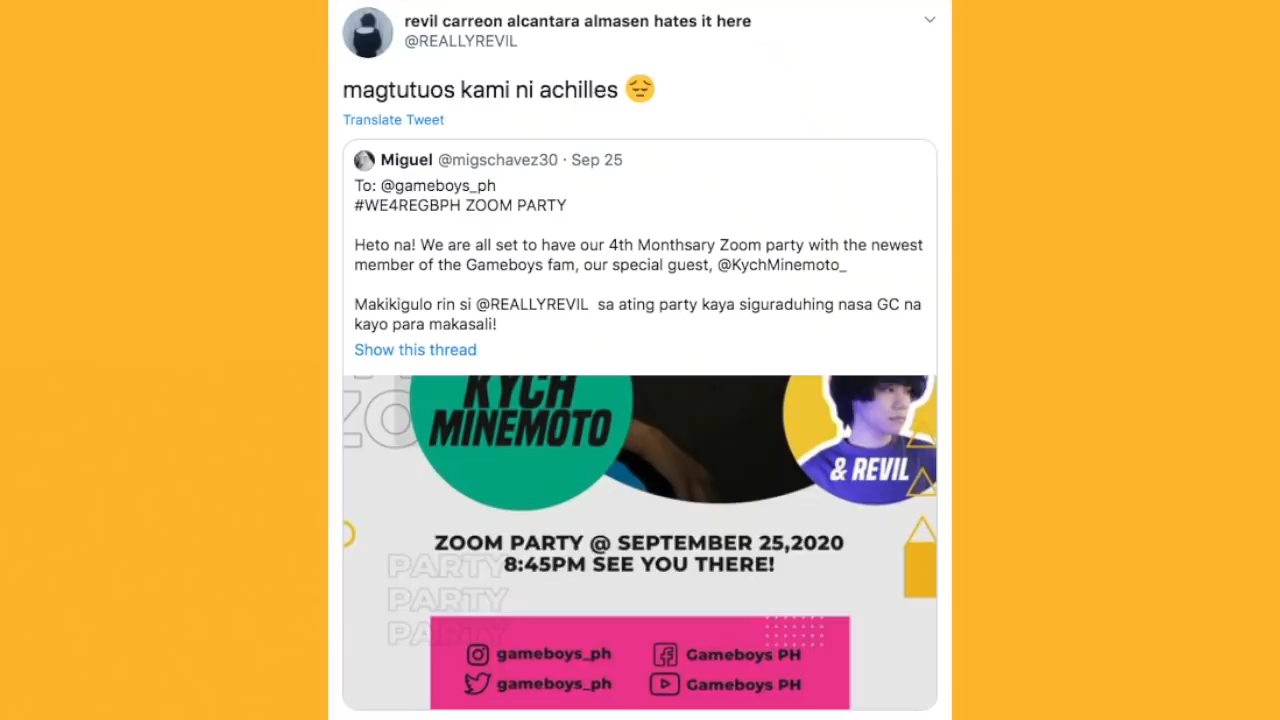 revil carreon alcantara almasen hates it here
@REALLYREVIL
magtutuos kami ni achilles 😔
Translate Tweet
Miguel @migschavez30 · Sep 25
To: @gameboys_ph
#WE4REGBPH ZOOM PARTY
Heto na! We are all set to have our 4th Monthsary Zoom party with the newest
member of the Gameboys fam, our special guest, @KychMinemoto_
Makikigulo rin si @REALLYREVIL sa ating party kaya siguraduhing nasa GC na
kayo para makasali!
Show this thread
ZO
KYCH
MINEMOTO
& REVIL
ZOOM PARTY @ SEPTEMBER 25,2020
8:45PM SEE YOU THERE!
PARTY
PARTY
PARTY
gameboys_ph
Gameboys PH
gameboys_ph
Gameboys PH